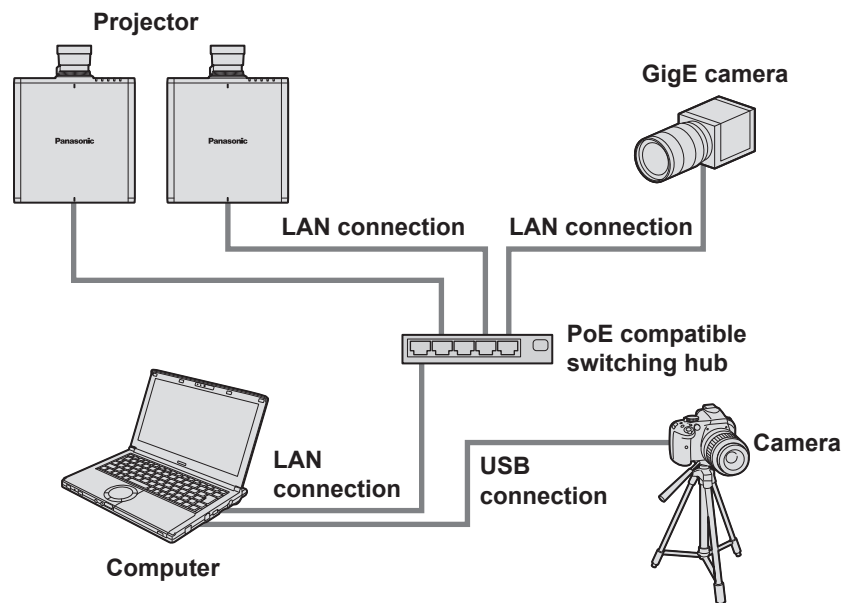 Projector
GigE camera
Panasonic
Panasonic
LAN connection
LAN connection
PoE compatible
switching hub
LAN
connection
USB
connection
Camera
Computer